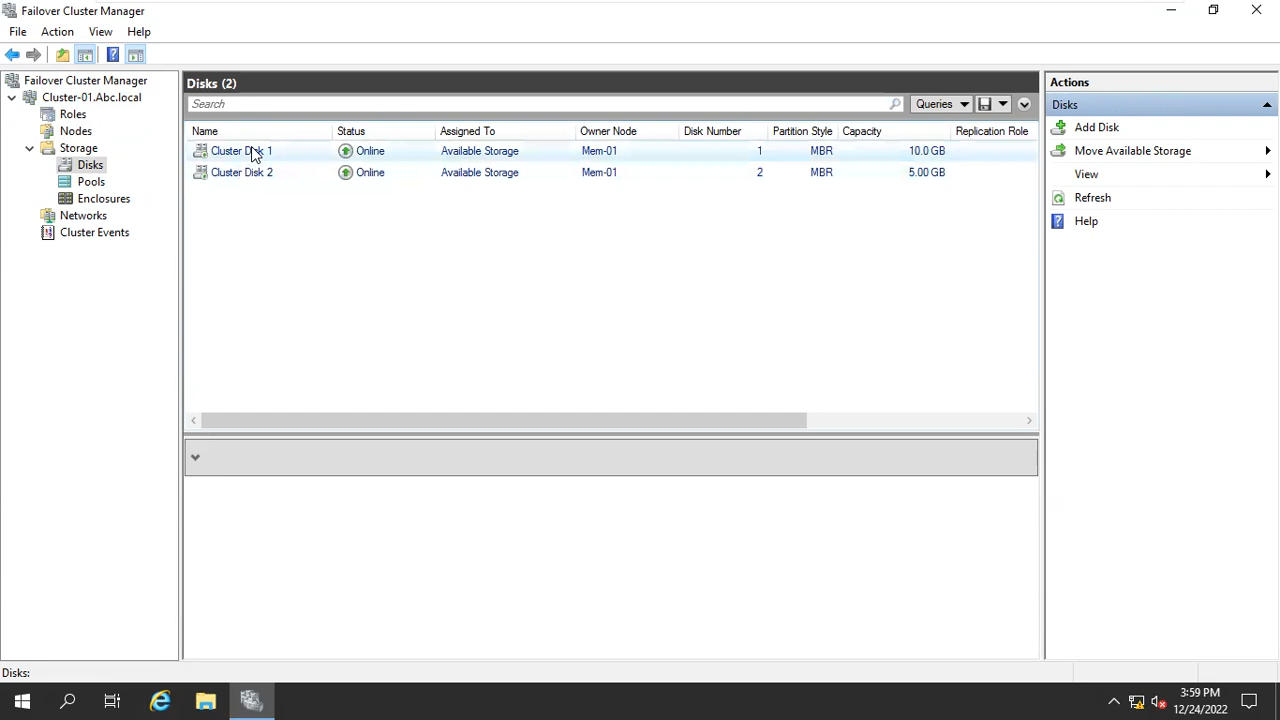 Failover Cluster Manager
File Action View Help
Failover Cluster Manager
Cluster-01.Abc.local
Roles
Nodes
Storage
Disks
Pools
Enclosures
Networks
Cluster Events
Disks (2)
Search
Queries
Name Status Assigned To Owner Node Disk Number Partition Style Capacity Replication Role
Cluster Disk 1 Online Available Storage Mem-01 1 MBR 10.0 GB
Cluster Disk 2 Online Available Storage Mem-01 2 MBR 5.00 GB
Actions
Disks
Add Disk
Move Available Storage
View
Refresh
Help
Disks:
3:59 PM
12/24/2022